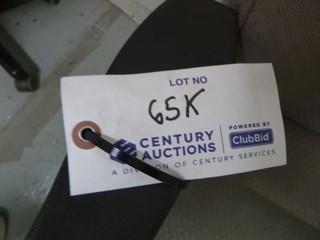 LOT NO
65K
CENTURY AUCTIONS
POWERED BY
ClubBid
A DIVISION OF CENTURY SERVICES